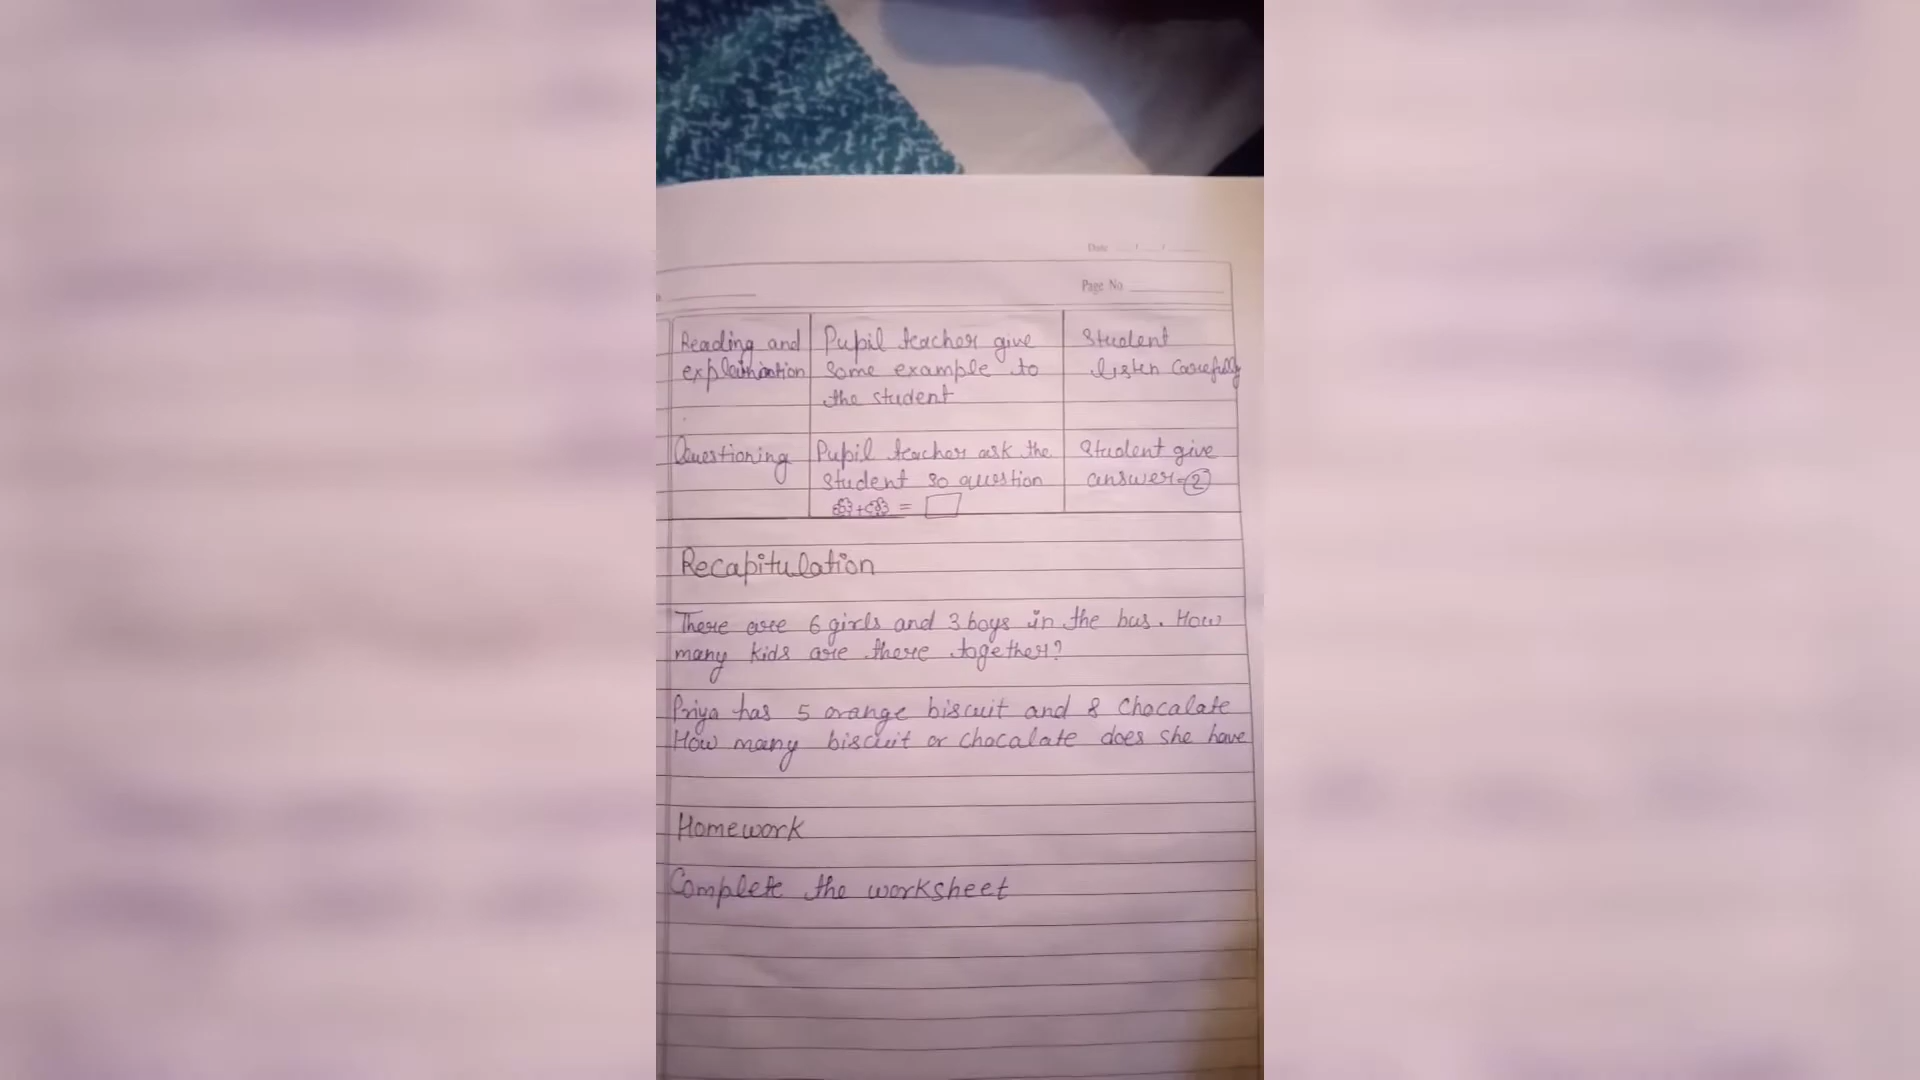 Date
Page No
Reading and
explaination
Pupil teacher give
some example to
the student
Student
listen carefully
Questioning
Pupil teacher ask the
student so question
+ =
Student give
answer-2
Recapitulation
There are 6 girls and 3 boys in the bus. How
many kids are there together?
Priya has 5 orange biscuit and 8 Chocalate
How many biscuit or chocalate does she have
Homework
Complete the worksheet